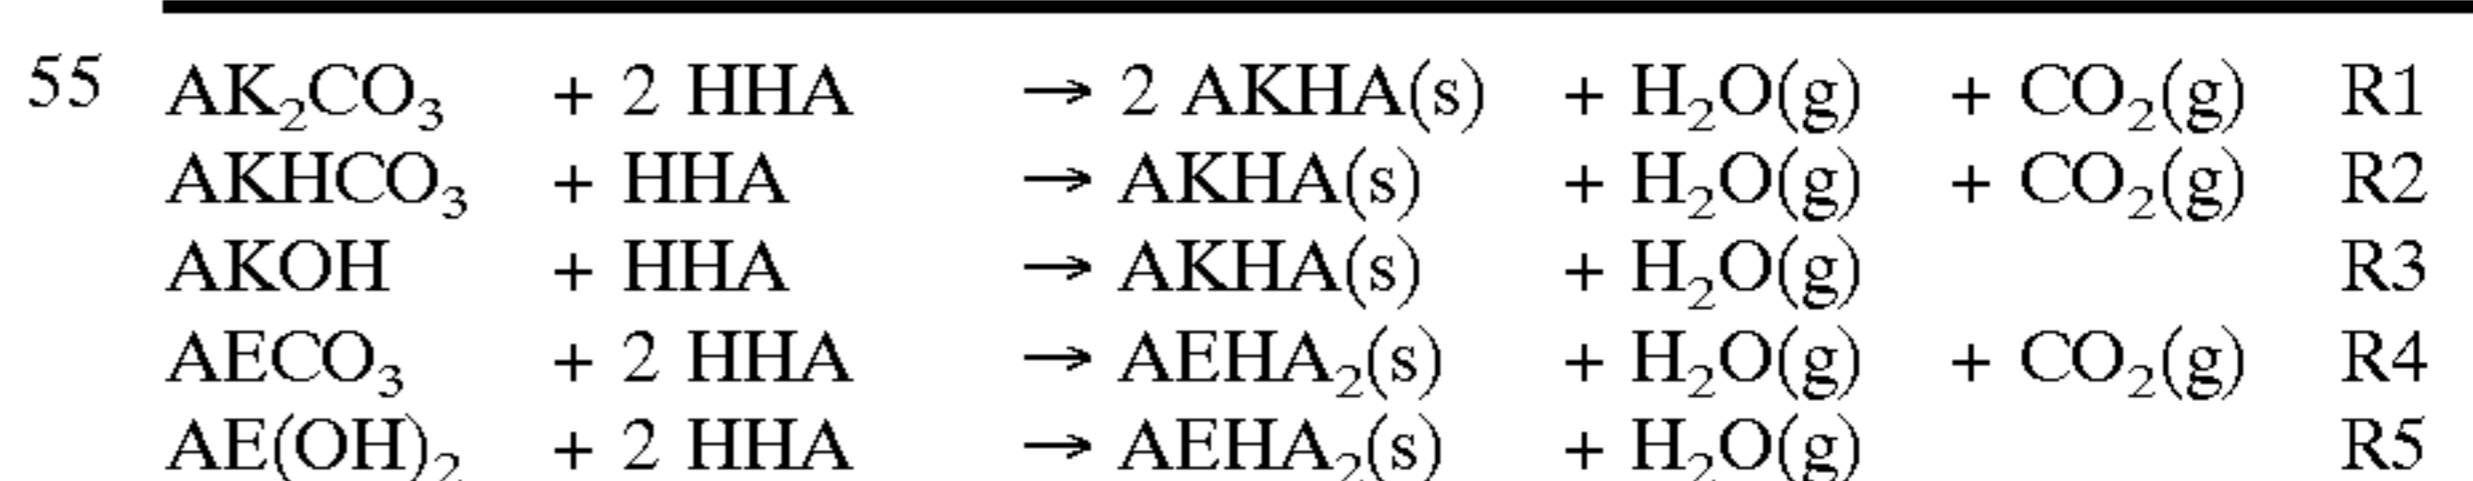 55 AK₂CO₃ + 2 HHA → 2 AKHA(s) + H₂O(g) + CO₂(g) R1
AKHCO₃ + HHA → AKHA(s) + H₂O(g) + CO₂(g) R2
AKOH + HHA → AKHA(s) + H₂O(g) R3
AECO₃ + 2 HHA → AEHA₂(s) + H₂O(g) + CO₂(g) R4
AE(OH)₂ + 2 HHA → AEHA₂(s) + H₂O(g) R5